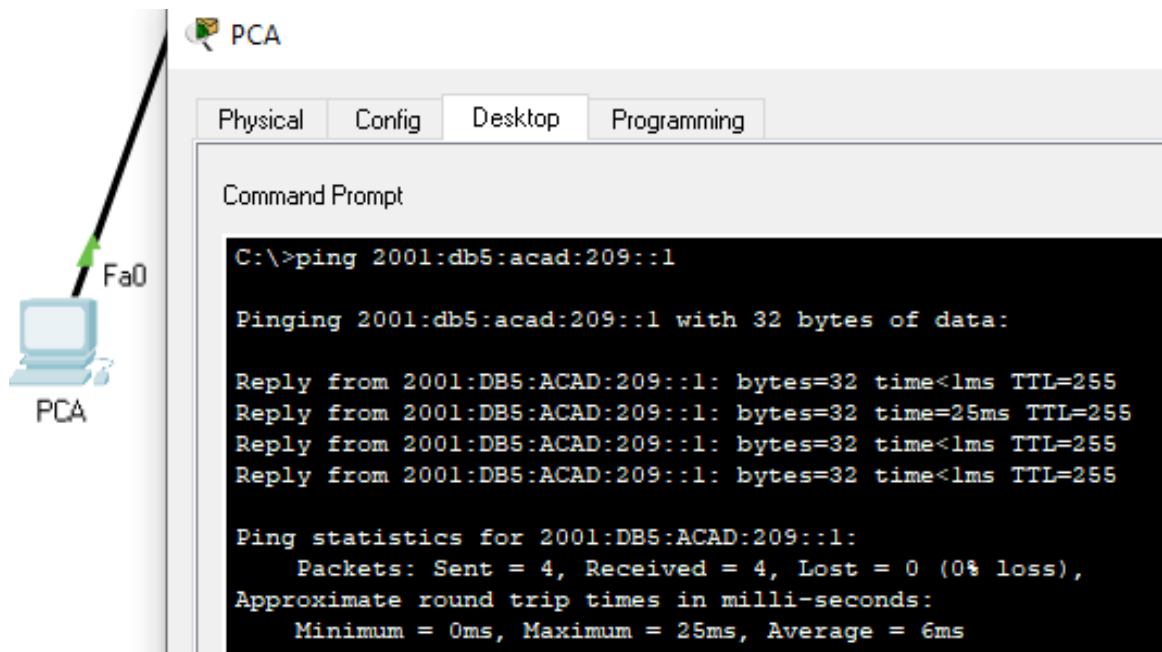 PCA
Physical Config Desktop Programming
Command Prompt
C:\>ping 2001:db5:acad:209::1
Pinging 2001:db5:acad:209::1 with 32 bytes of data:
Reply from 2001:DB5:ACAD:209::1: bytes=32 time<1ms TTL=255
Reply from 2001:DB5:ACAD:209::1: bytes=32 time=25ms TTL=255
Reply from 2001:DB5:ACAD:209::1: bytes=32 time<1ms TTL=255
Reply from 2001:DB5:ACAD:209::1: bytes=32 time<1ms TTL=255
Ping statistics for 2001:DB5:ACAD:209::1:
Packets: Sent = 4, Received = 4, Lost = 0 (0% loss),
Approximate round trip times in milli-seconds:
Minimum = 0ms, Maximum = 25ms, Average = 6ms
Fa0
PCA